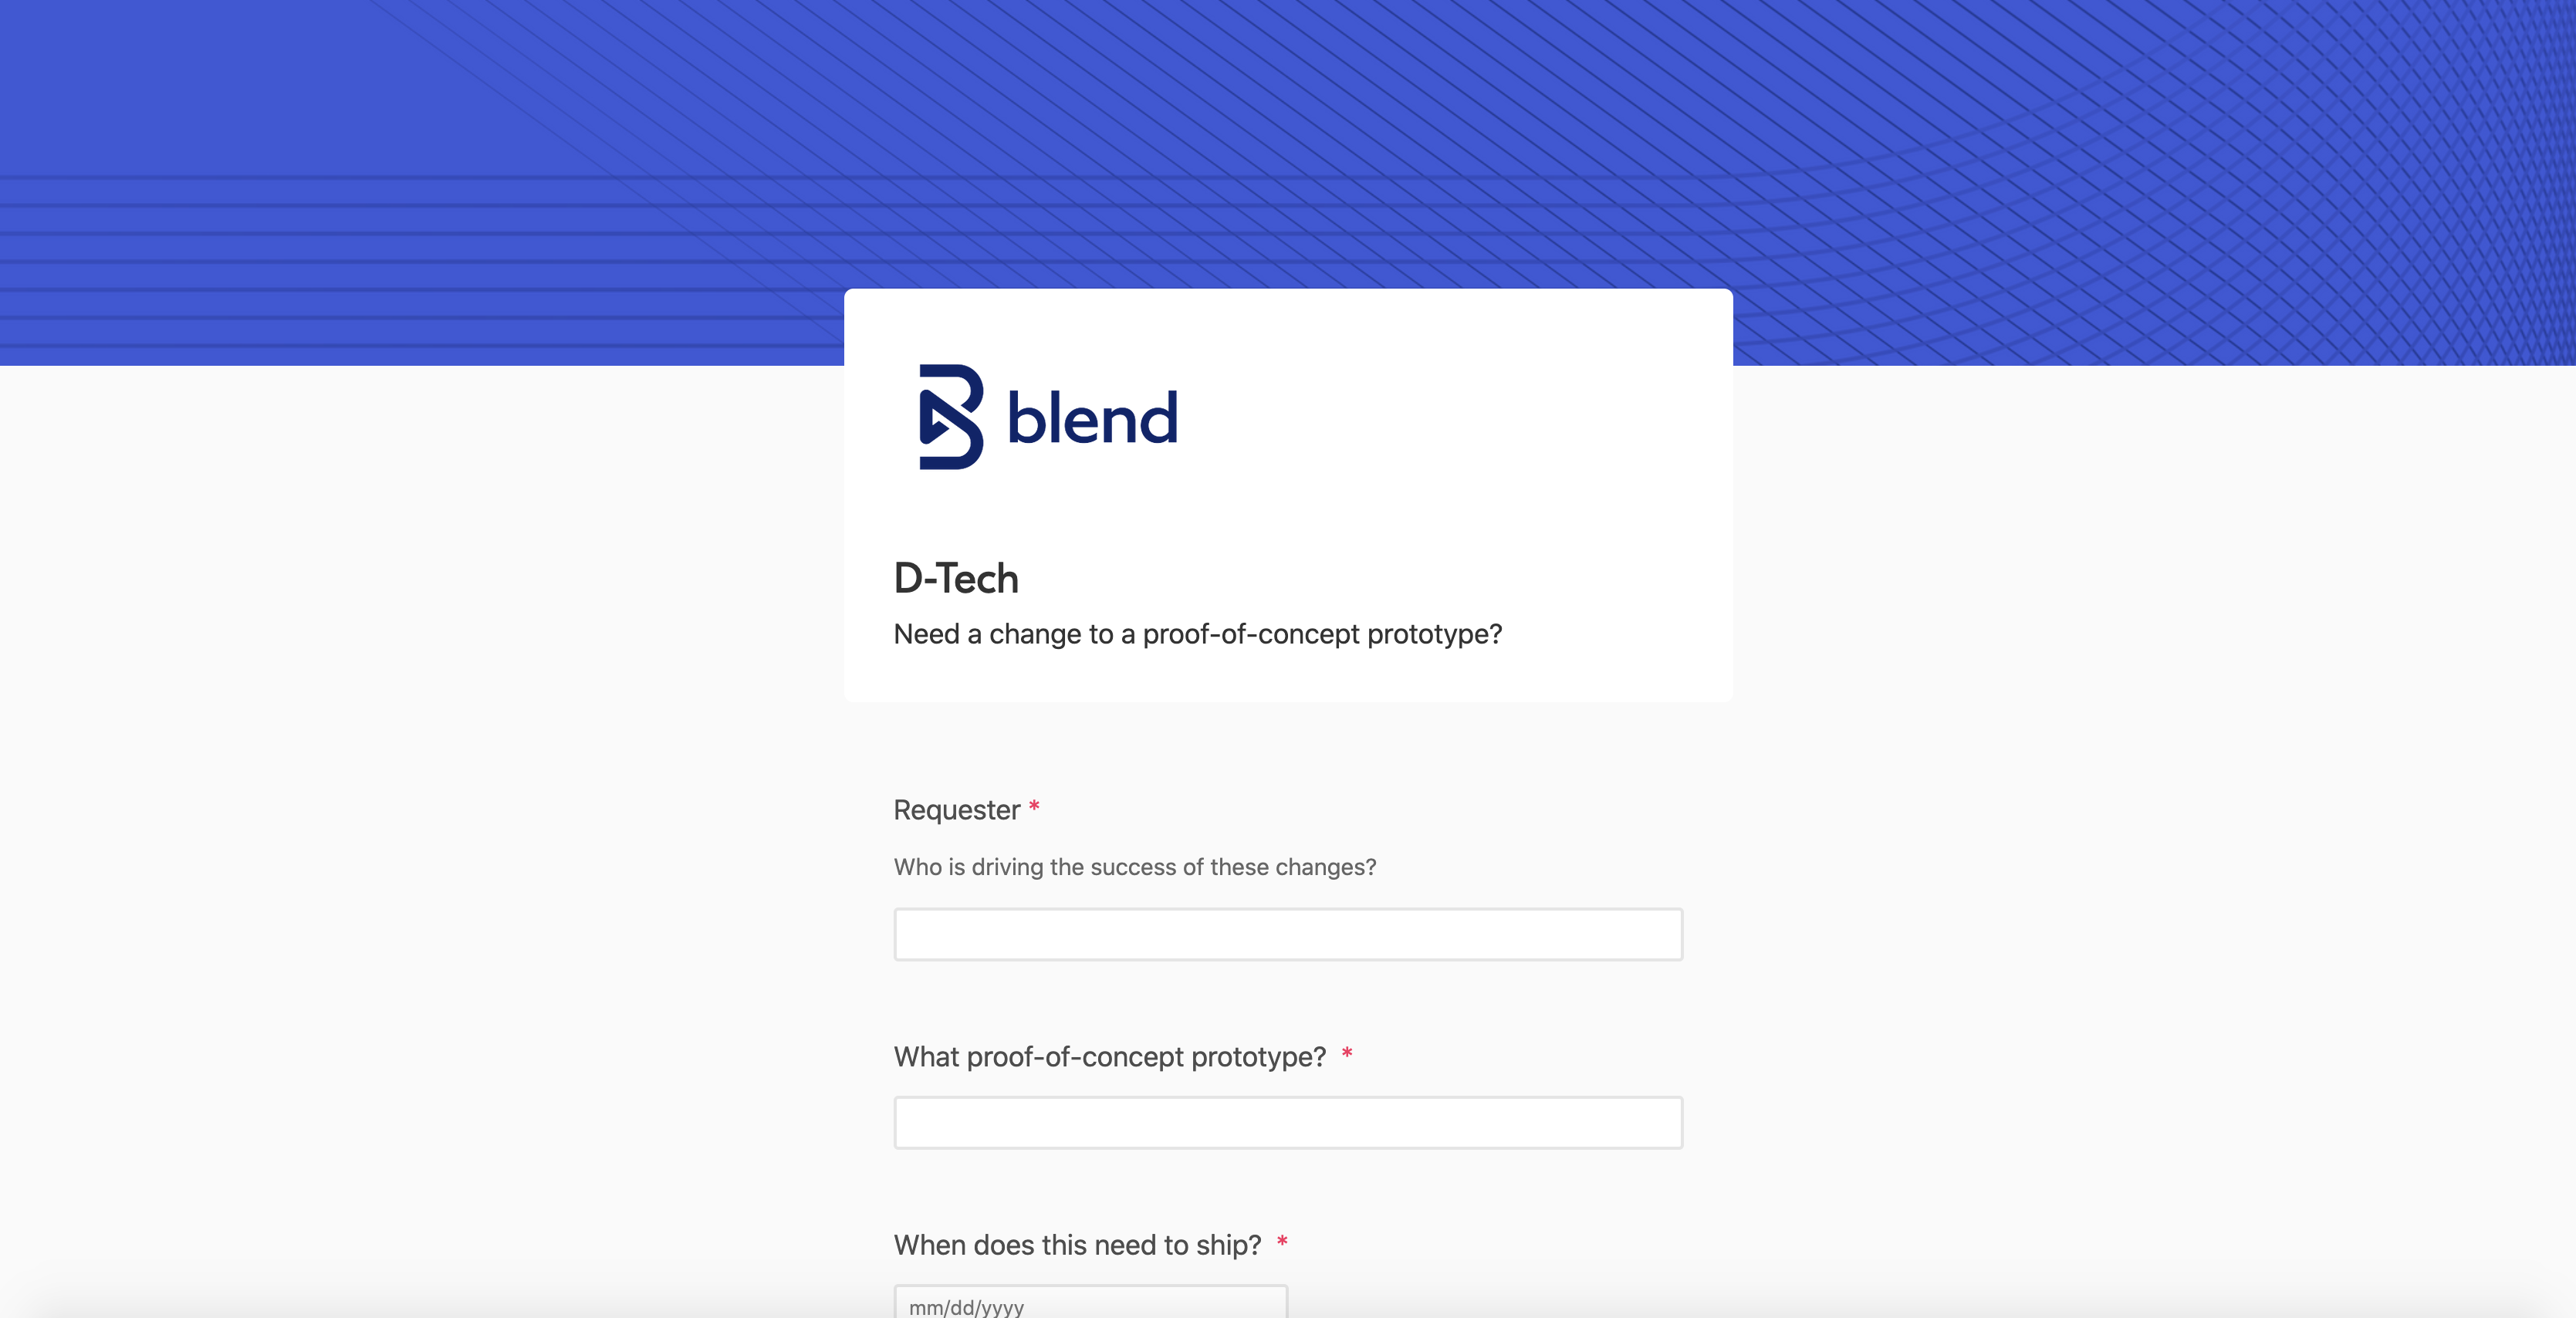 blend
D-Tech
Need a change to a proof-of-concept prototype?
Requester *
Who is driving the success of these changes?
What proof-of-concept prototype? *
When does this need to ship? *
mm/dd/yyyy